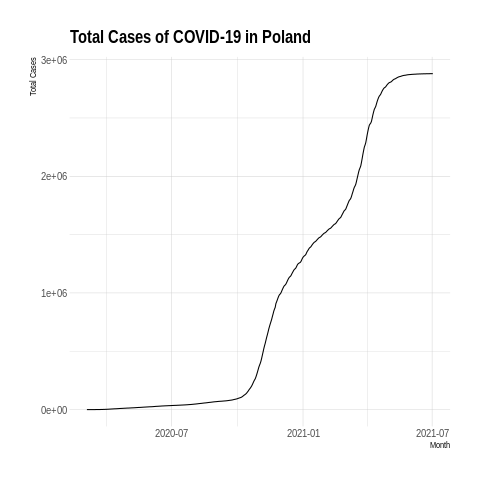 Total Cases of COVID-19 in Poland
Total Cases
3e+06
2e+06
1e+06
0e+00
2020-07 2021-01 2021-07
Month